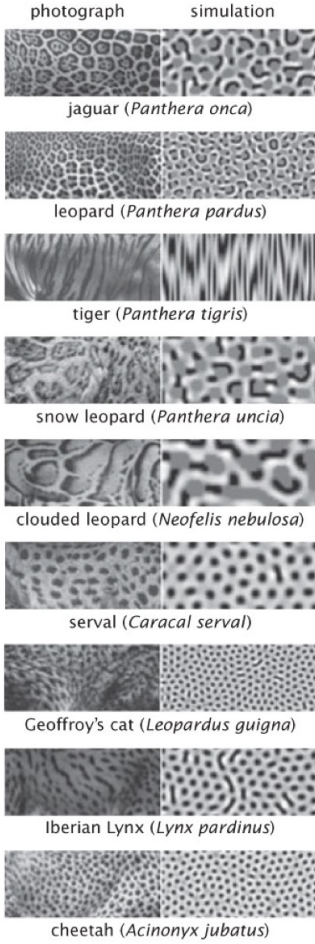 photograph simulation
jaguar (Panthera onca)
leopard (Panthera pardus)
tiger (Panthera tigris)
snow leopard (Panthera uncia)
clouded leopard (Neofelis nebulosa)
serval (Caracal serval)
Geoffroy's cat (Leopardus guigna)
Iberian Lynx (Lynx pardinus)
cheetah (Acinonyx jubatus)